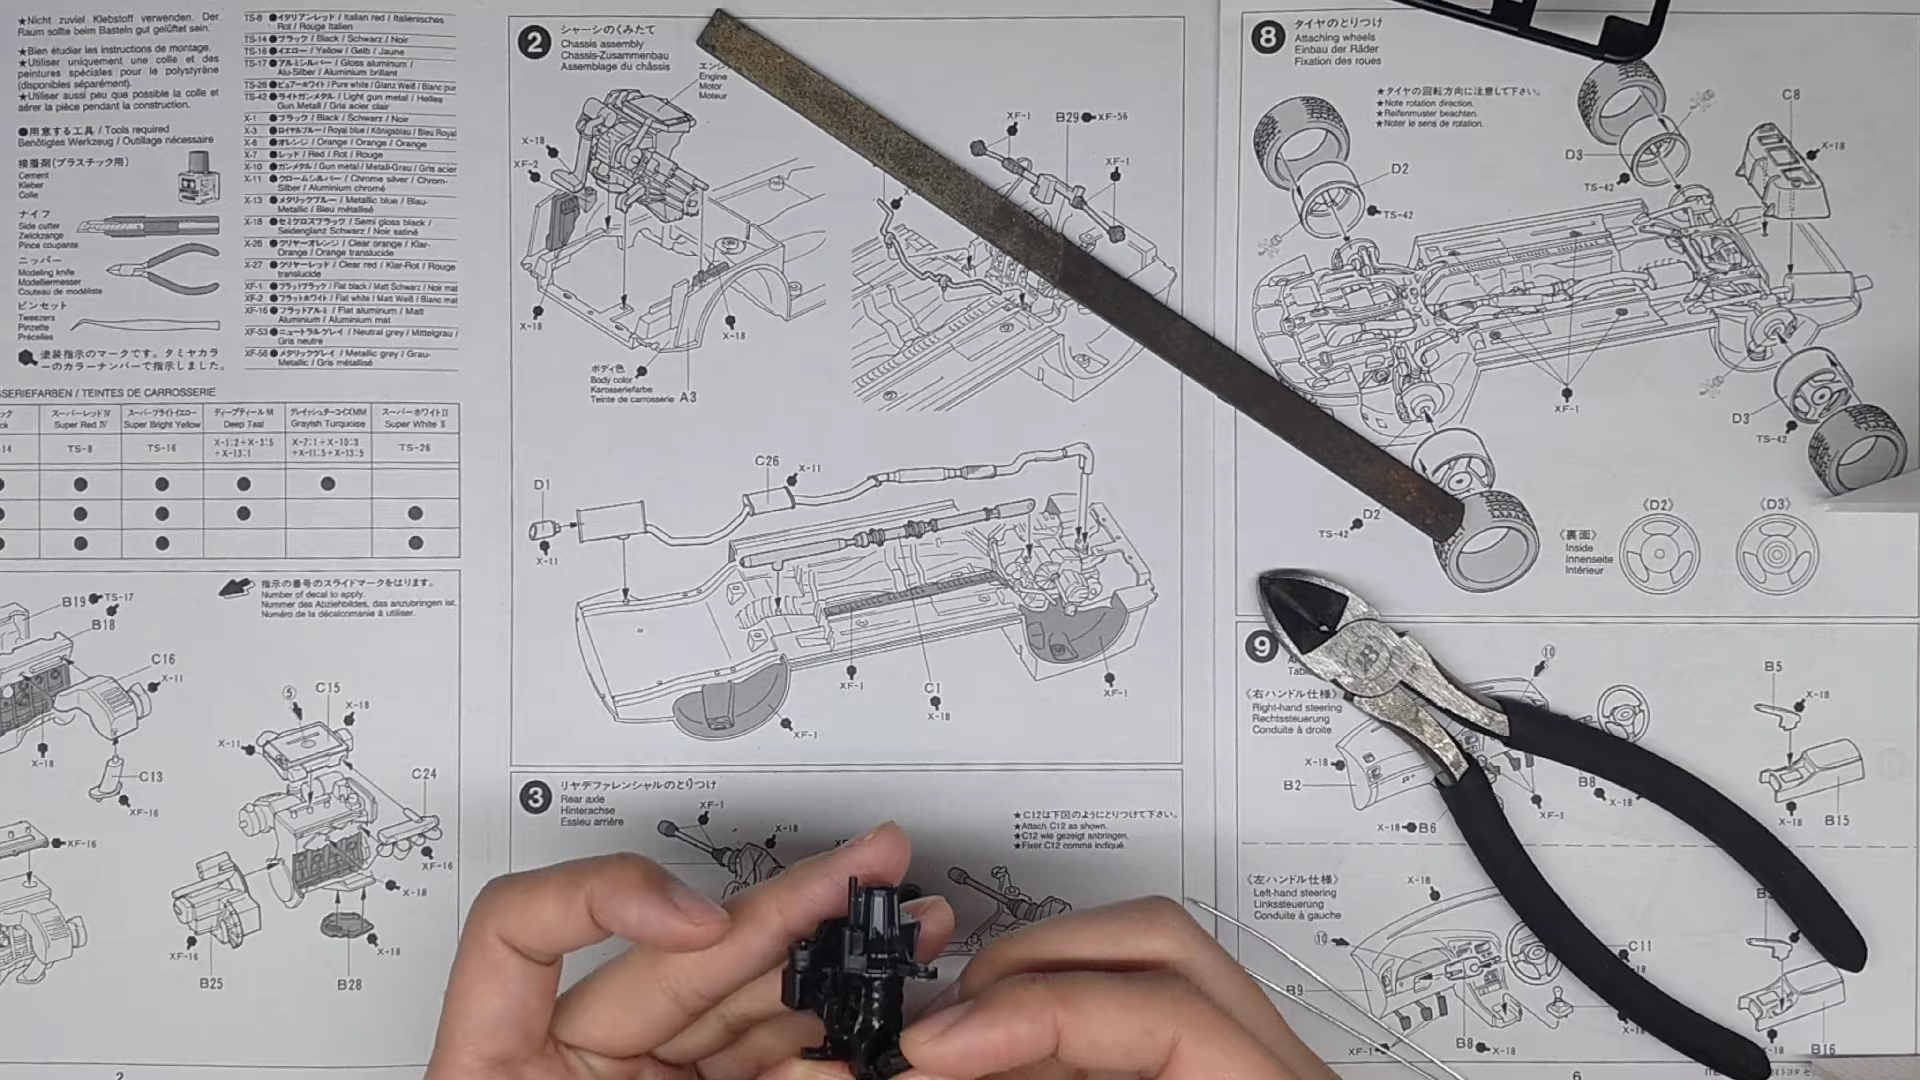 ★Nicht zuviel Klebstoff verwenden. Der
Raum sollte beim Basteln gut gelüftet sein.
★Bien étudier les instructions de montage.
★Utiliser uniquement une colle et des
peintures spéciales pour le polystyrène
(disponibles séparément).
★Utiliser aussi peu que possible la colle et
aérer la pièce pendant la construction.
●用意する工具 / Tools required
Benötigtes Werkzeug / Outillage nécessaire
接着剤(プラスチック用)
Cement
Kleber
Colle
ナイフ
Side cutter
Zwickzange
Pince coupante
ニッパー
Modeling knife
Modelliermesser
Couteau de modéliste
ピンセット
Tweezers
Pinzette
Précelles
塗装指示のマークです。タミヤカラ
ーのカラーナンバーで指示しました。
TS-8 ●イタリアンレッド / Italian red / Italienisches
Rot / Rouge Italien
TS-14 ●ブラック / Black / Schwarz / Noir
TS-16 ●イエロー / Yellow / Gelb / Jaune
TS-17 ●アルミシルバー / Gloss aluminum /
Alu-Silber / Aluminium brillant
TS-26 ●ピュアーホワイト / Pure white / Glanz Weiß / Blanc pur
TS-42 ●ライトガンメタル / Light gun metal / Helles
Gun Metall / Gris acier clair
X-1 ●ブラック / Black / Schwarz / Noir
X-3 ●ロイヤルブルー / Royal blue / Königsblau / Bleu Royal
X-6 ●オレンジ / Orange / Orange / Orange
X-7 ●レッド / Red / Rot / Rouge
X-10 ●ガンメタル / Gun metal / Metall-Grau / Gris acier
X-11 ●クロームシルバー / Chrome silver / Chrom-
Silber / Aluminium chromé
X-13 ●メタリックブルー / Metallic blue / Blau-
Metallic / Bleu métallisé
X-18 ●セミグロスブラック / Semi gloss black /
Seidenglanz Schwarz / Noir satiné
X-26 ●クリヤーオレンジ / Clear orange / Klar-
Orange / Orange translucide
X-27 ●クリヤーレッド / Clear red / Klar-Rot / Rouge
translucide
XF-1 ●フラットブラック / Flat black / Matt Schwarz / Noir mat
XF-2 ●フラットホワイト / Flat white / Matt Weiß / Blanc mat
XF-16 ●フラットアルミ / Flat aluminum / Matt
Aluminium / Aluminium mat
XF-53 ●ニュートラルグレイ / Neutral grey / Mittelgrau /
Gris neutre
XF-56 ●メタリックグレイ / Metallic grey / Grau-
Metallic / Gris métallisé
SSERIEFARBEN / TEINTES DE CARROSSERIE
スーパーレッドⅣ スーパーブライトイエロー ディープティールM グレイッシュターコイズMM スーパーホワイトⅡ
Super Red Ⅳ Super Bright Yellow Deep Teal Grayish Turquoise Super White Ⅱ
-14 TS-8 TS-16 X-1:2+X-3:5 X-7:1+X-10:3 TS-26
+X-13:1 +X-11:5+X-13:5
指示の番号のスライドマークをはります。
Number of decal to apply.
Nummer des Abziehbildes, das anzubringen ist.
Numéro de la décalcomanie à utiliser.
B19 TS-17
B18
C16
X-11
X-18
C13
XF-16
XF-16
⑤
C15
X-18
X-11
C24
XF-16
X-18
X-18
XF-16
B25
B28
2
2 シャーシのくみたて
Chassis assembly
Chassis-Zusammenbau
Assemblage du châssis
Engine
Motor
Moteur
X-18
XF-2
X-18
X-18
ボディ色
Body color
Karosseriefarbe
Teinte de carrosserie A3
XF-1
B29 XF-56
XF-1
D1
X-11
C26
X-11
XF-1
C1
X-18
XF-1
XF-1
3 リヤデファレンシャルのとりつけ
Rear axle
Hinterachse
Essieu arrière
XF-1
X-18
★C12は下図のようにとりつけて下さい。
★Attach C12 as shown.
★C12 wie gezeigt anbringen.
★Fixer C12 comme indiqué.
8 タイヤのとりつけ
Attaching wheels
Einbau der Räder
Fixation des roues
★タイヤの回転方向に注意して下さい。
★Note rotation direction.
★Reifenmuster beachten.
★Noter le sens de rotation.
D2
TS-42
D3
TS-42
C8
X-18
XF-1
D3
TS-42
D2
TS-42
《裏面》
Inside
Innenseite
Intérieur
《D2》
《D3》
9
《右ハンドル仕様》
Right-hand steering
Rechtssteuerung
Conduite à droite
⑩
X-18
B2
X-18 B6
B8
X-18
XF-1
B5
X-18
X-18
B15
《左ハンドル仕様》
Left-hand steering
Linkssteuerung
Conduite à gauche
X-18
⑩
B9
C11
XF-1
B8
X-18
B16
6